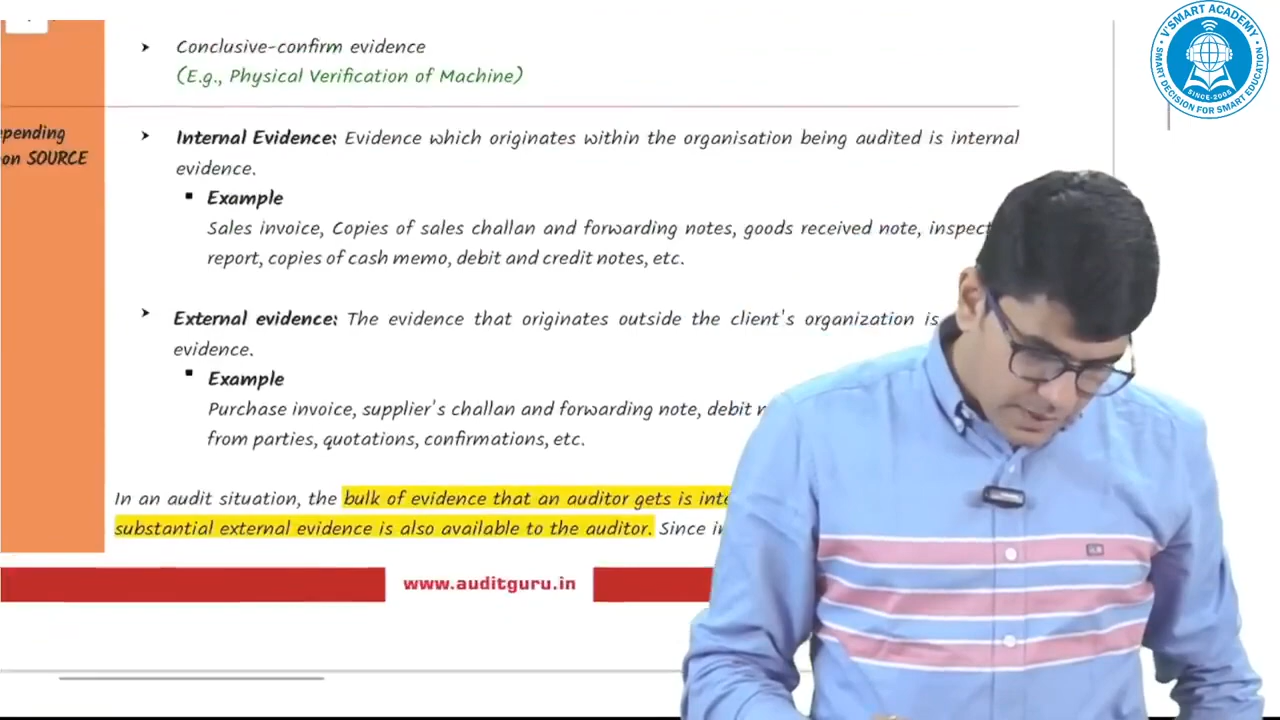 Conclusive-confirm evidence
(E.g., Physical Verification of Machine)
epending
on SOURCE
➤ Internal Evidence: Evidence which originates within the organisation being audited is internal
evidence.
▪ Example
Sales invoice, Copies of sales challan and forwarding notes, goods received note, inspect
report, copies of cash memo, debit and credit notes, etc.
➤ External evidence: The evidence that originates outside the client's organization is
evidence.
▪ Example
Purchase invoice, supplier's challan and forwarding note, debit
from parties, quotations, confirmations, etc.
In an audit situation, the bulk of evidence that an auditor gets is inte
substantial external evidence is also available to the auditor. Since
www.auditguru.in
V'SMART ACADEMY
SINCE-2005
SMART DECISION FOR SMART EDUCATION